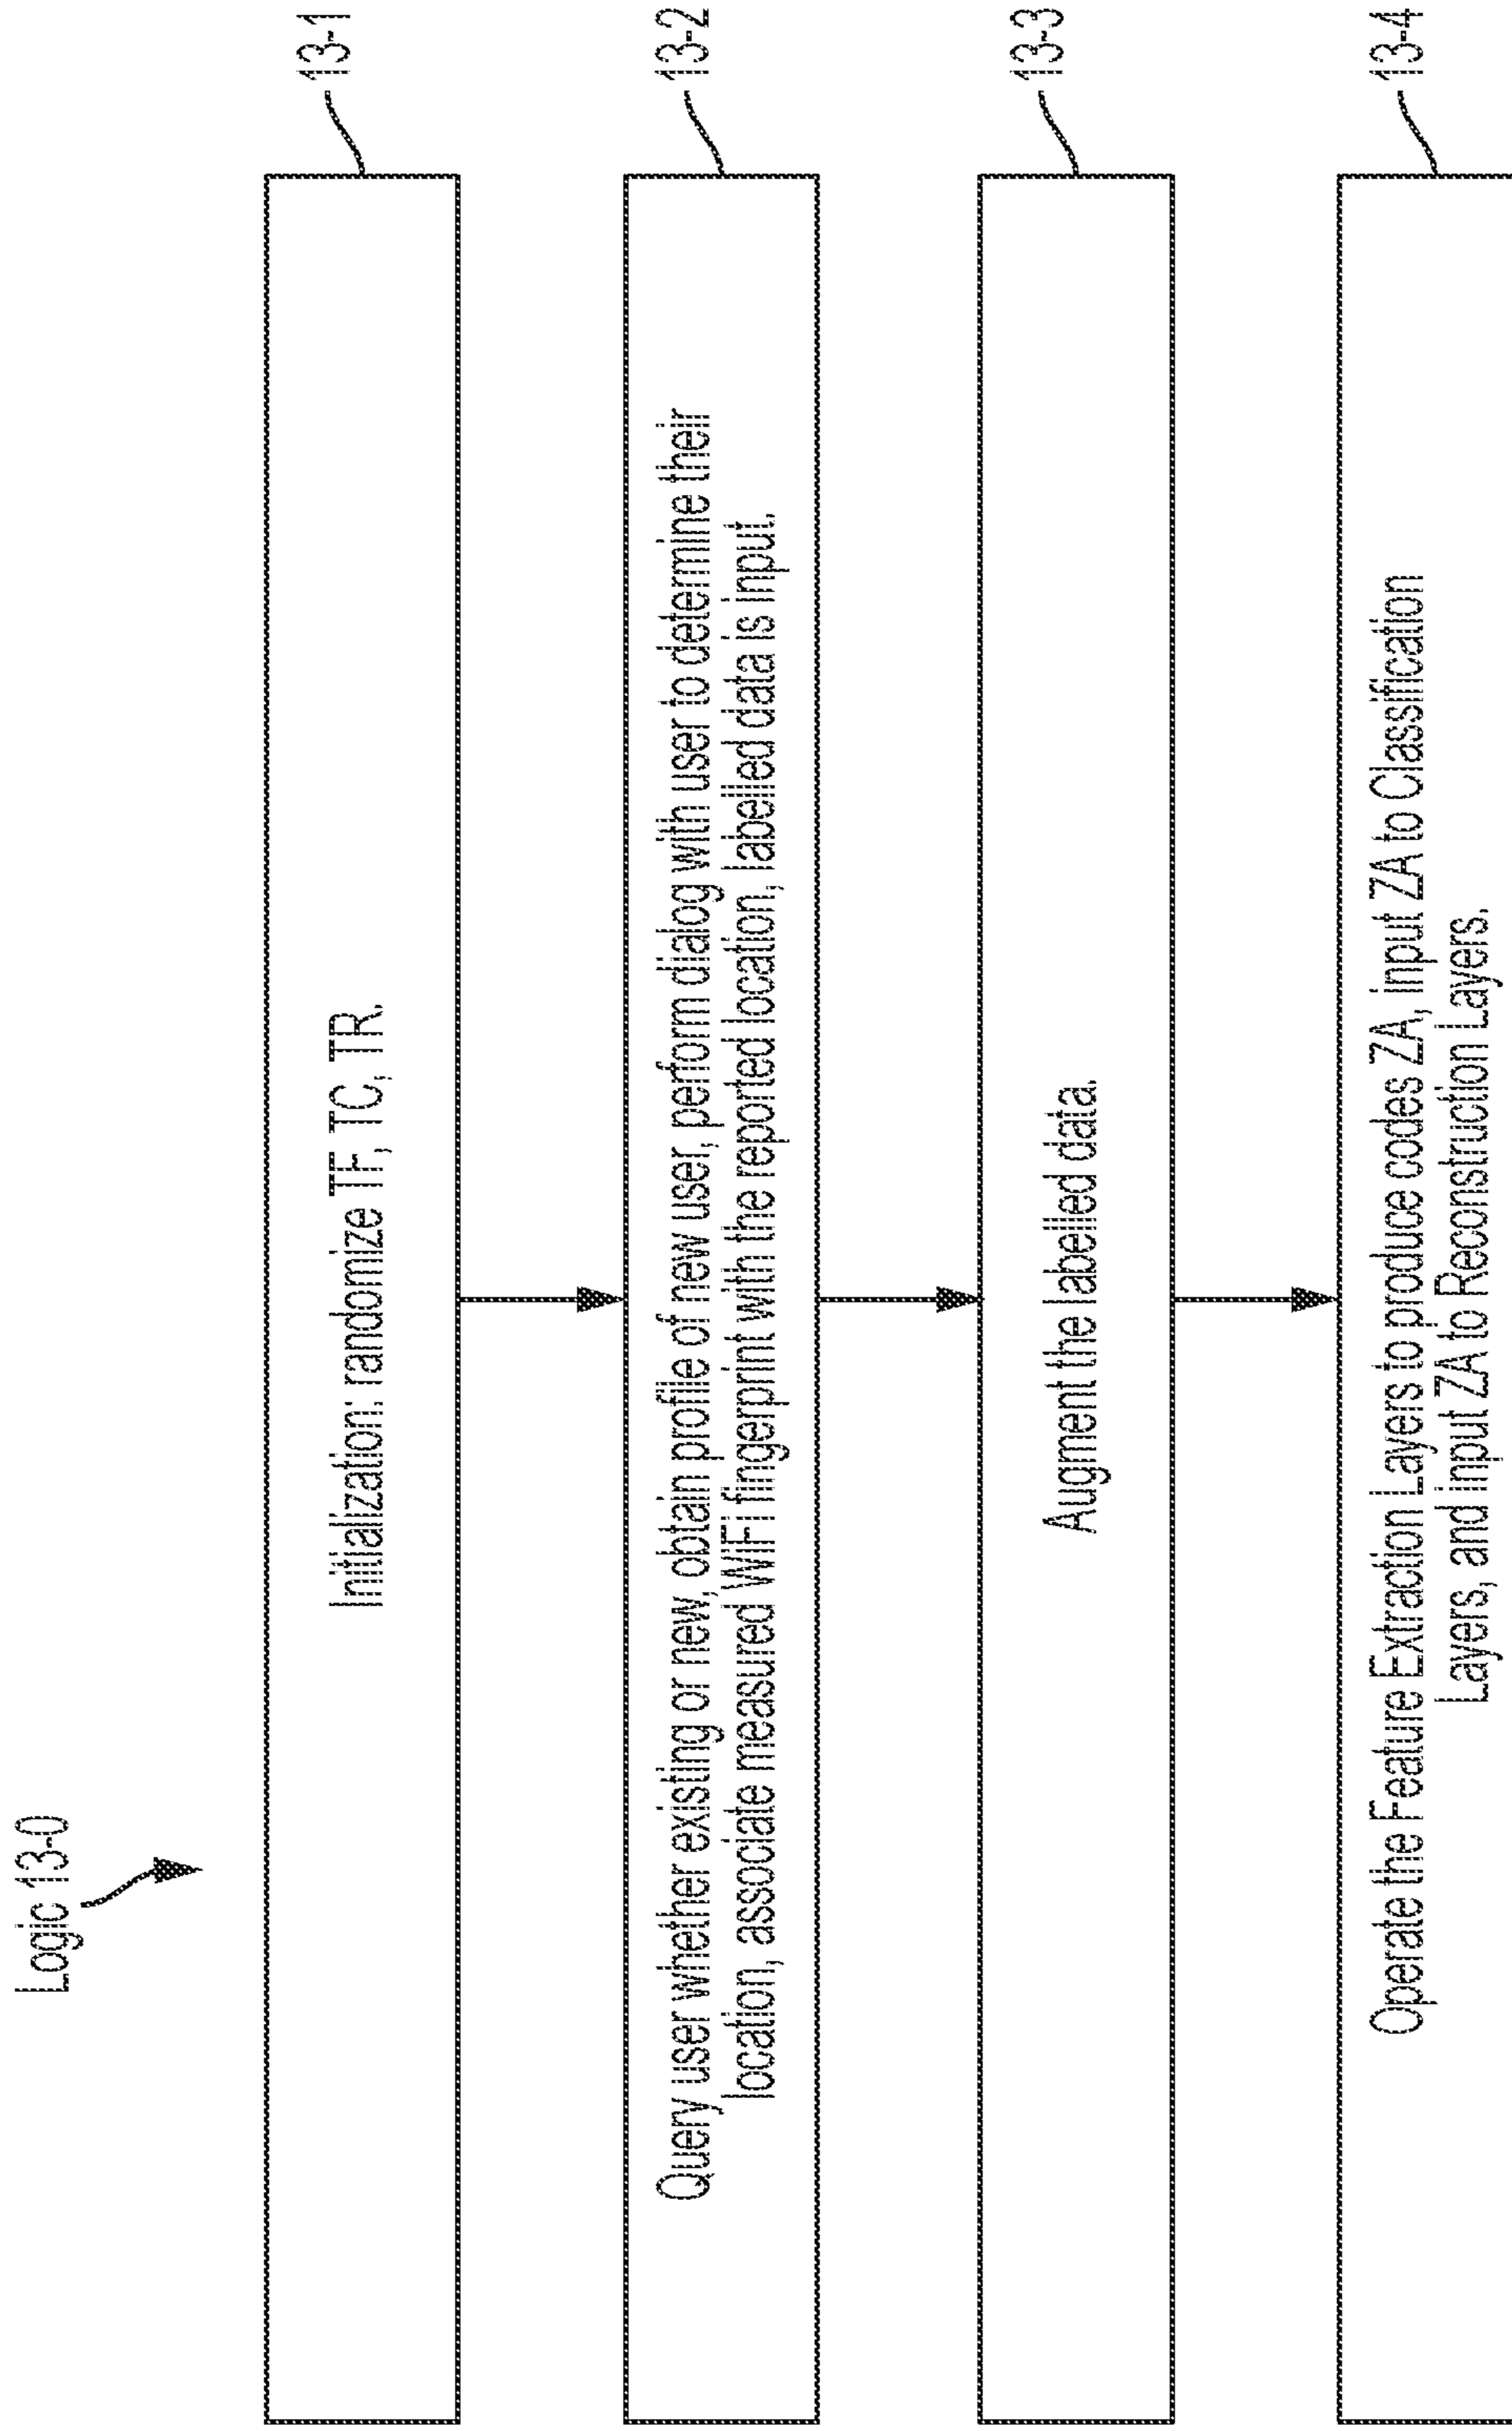 Logic 13-0
13-1
Initialization: randomize TF, TC, TR.
13-2
Query user whether existing or new, obtain profile of new user, perform dialog with user to determine their
location, associate measured WiFi fingerprint with the reported location, labelled data is input.
13-3
Augment the labelled data.
13-4
Operate the Feature Extraction Layers to produce codes ZA, input ZA to Classification
Layers, and input ZA to Reconstruction Layers.